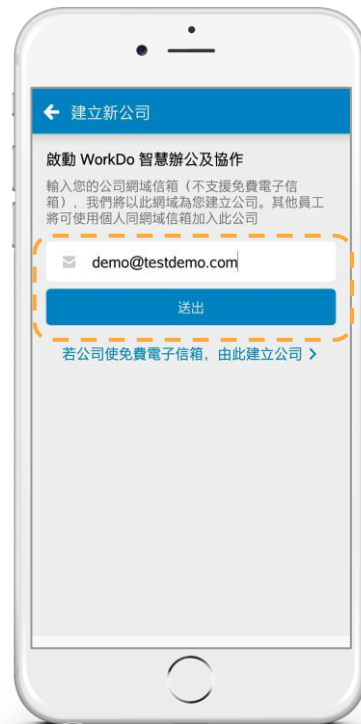 建立新公司
啟動 WorkDo 智慧辦公及協作
輸入您的公司網域信箱（不支援免費電子信
箱），我們將以此網域為您建立公司。其他員工
將可使用個人同網域信箱加入此公司
demo@testdemo.com
送出
若公司使免費電子信箱，由此建立公司